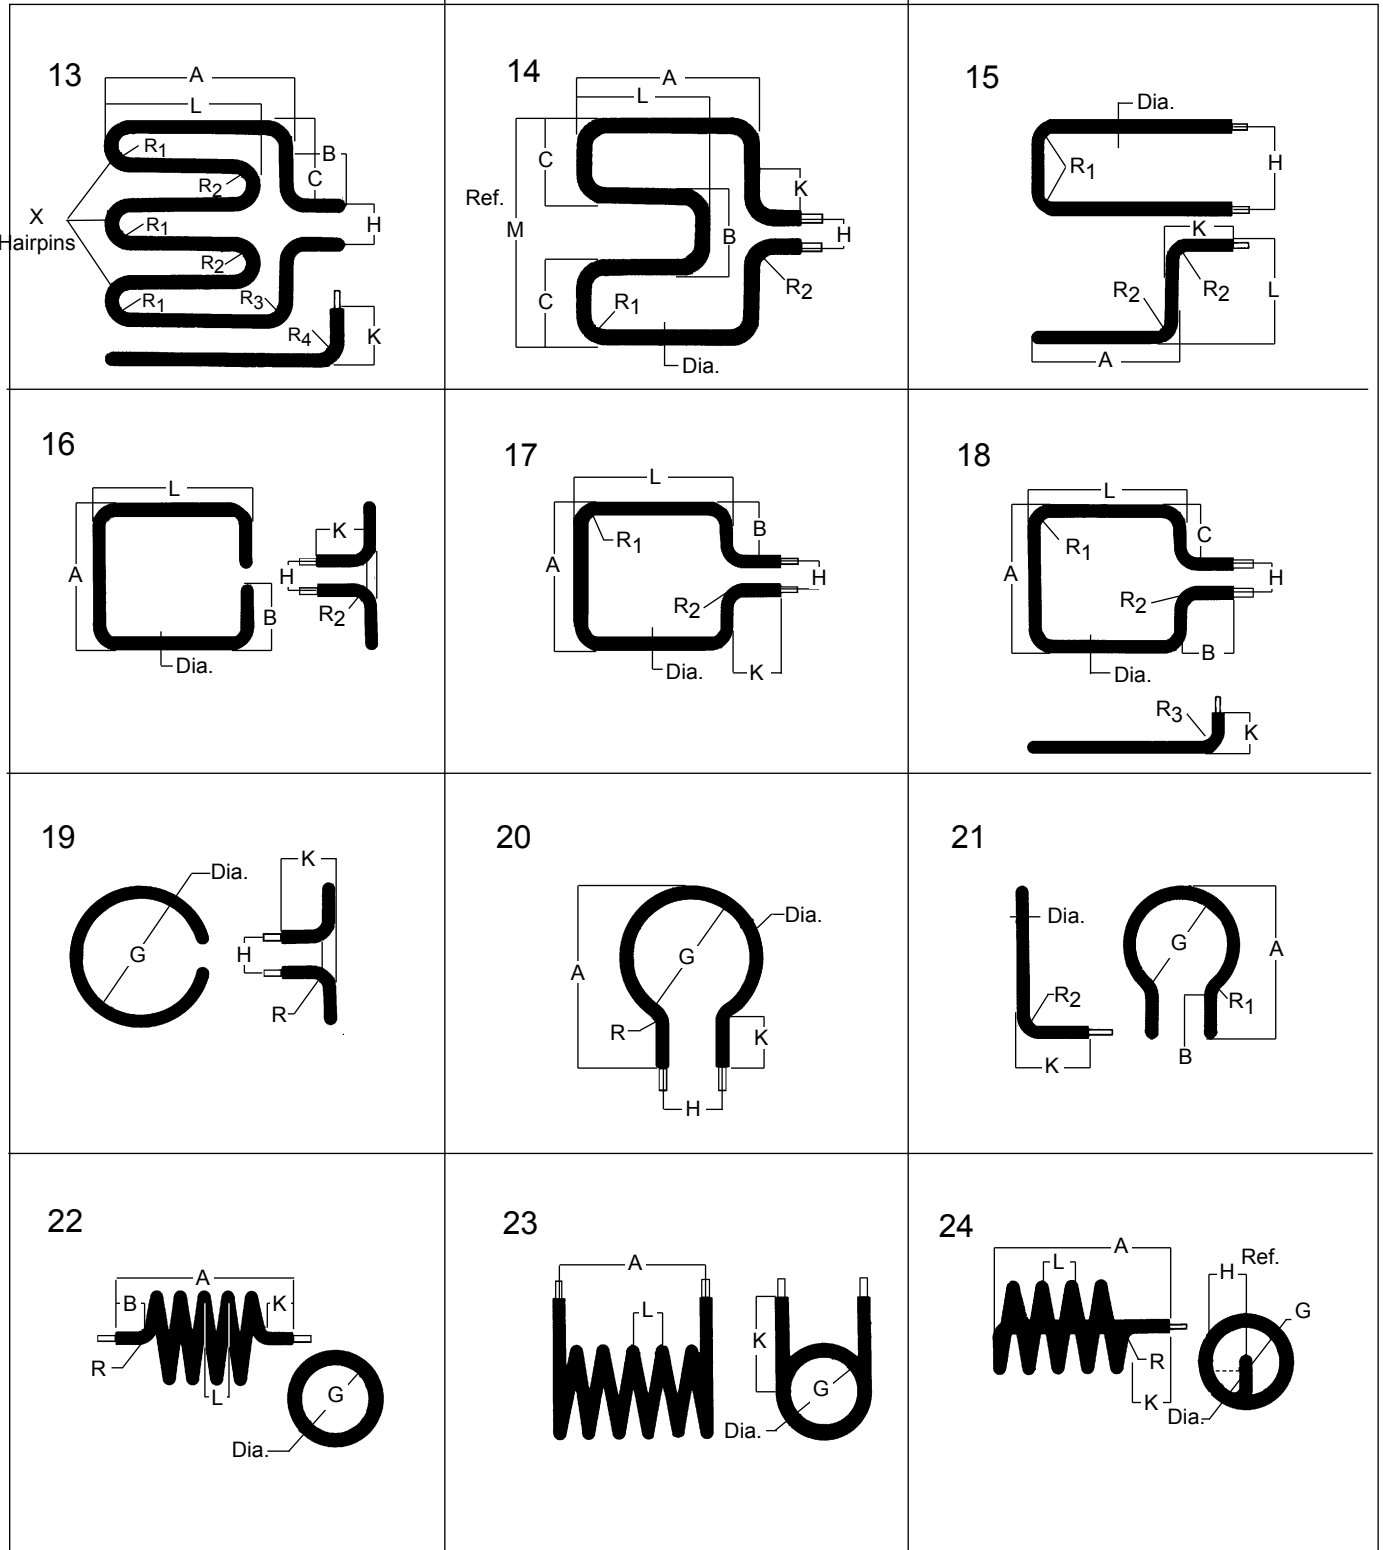 13
A
L
R1
B
R2
C
X
Hairpins
R1
H
R2
R1
R3
R4
K
14
A
L
C
K
Ref.
M
B
H
R2
C
R1
Dia.
15
Dia.
R1
H
K
R2
R2
L
A
16
L
K
A
H
B
R2
Dia.
17
L
B
R1
A
H
R2
Dia.
K
18
L
C
R1
A
H
R2
B
Dia.
R3
K
19
Dia.
K
G
H
R
20
Dia.
G
A
R
K
H
21
Dia.
G
A
R2
R1
B
K
22
A
B
K
R
L
G
Dia.
23
A
L
K
G
Dia.
24
A
Ref.
L
H
G
R
K
Dia.